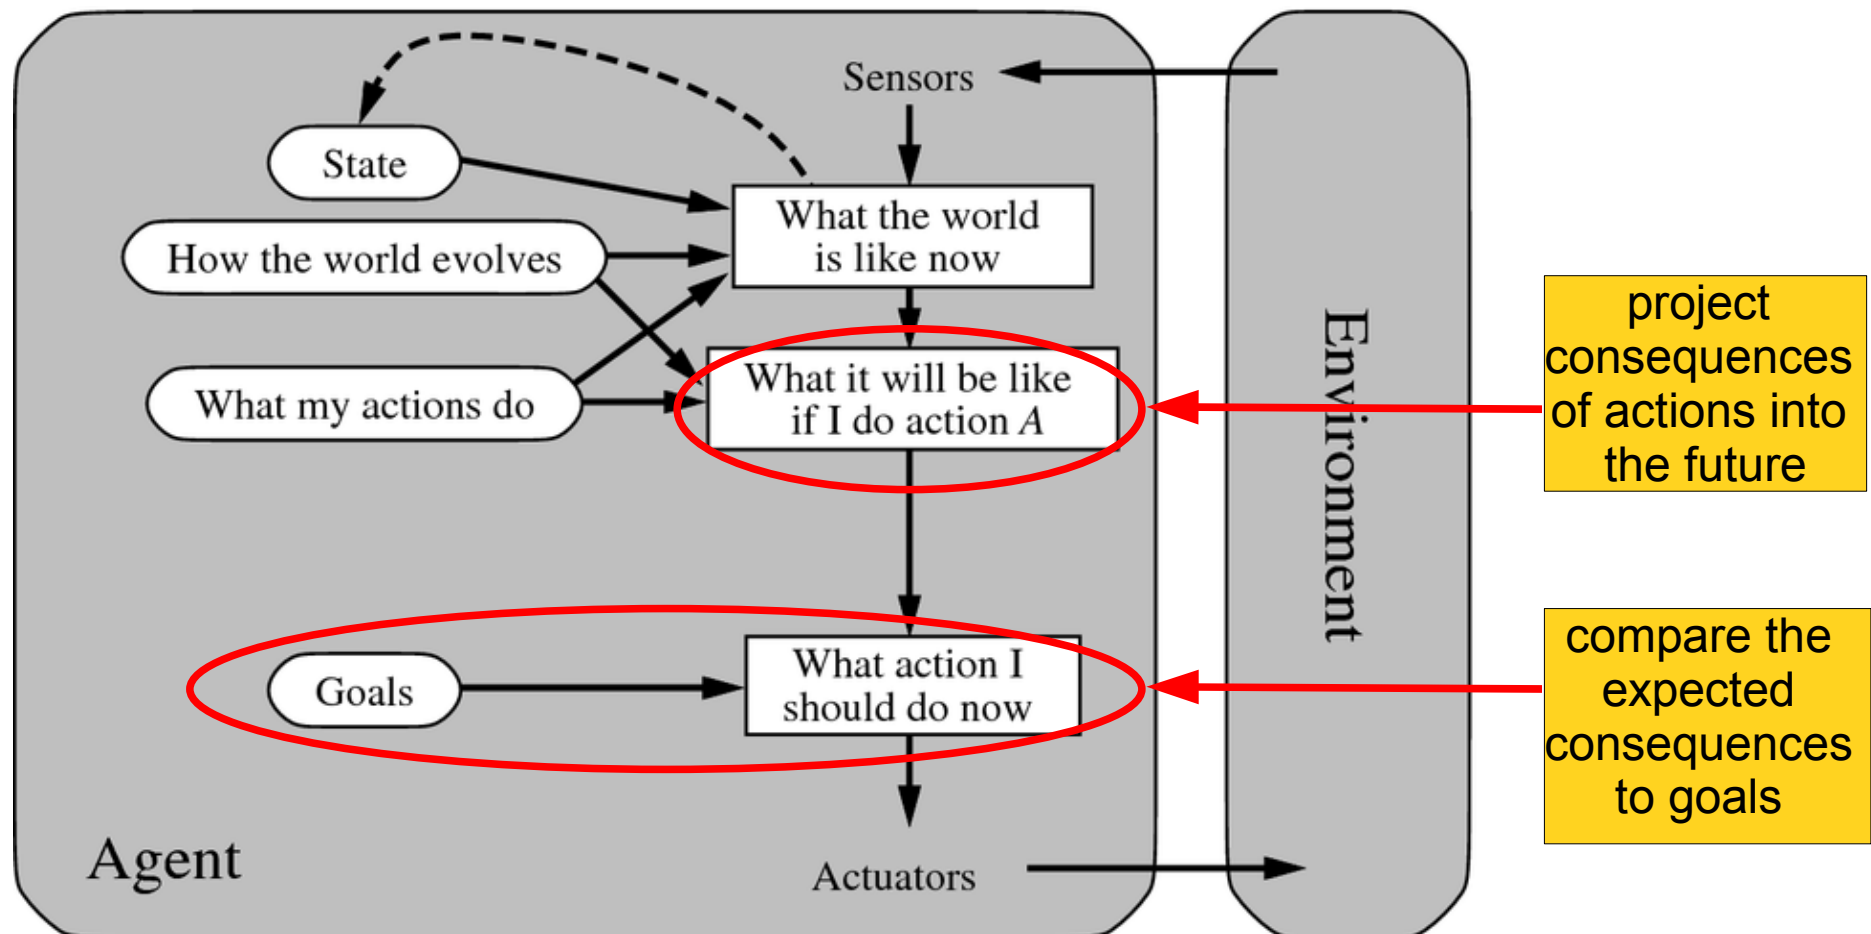 Sensors
State
What the world
is like now
How the world evolves
What it will be like
if I do action A
What my actions do
Environment
project
consequences
of actions into
the future
What action I
should do now
Goals
compare the
expected
consequences
to goals
Agent
Actuators